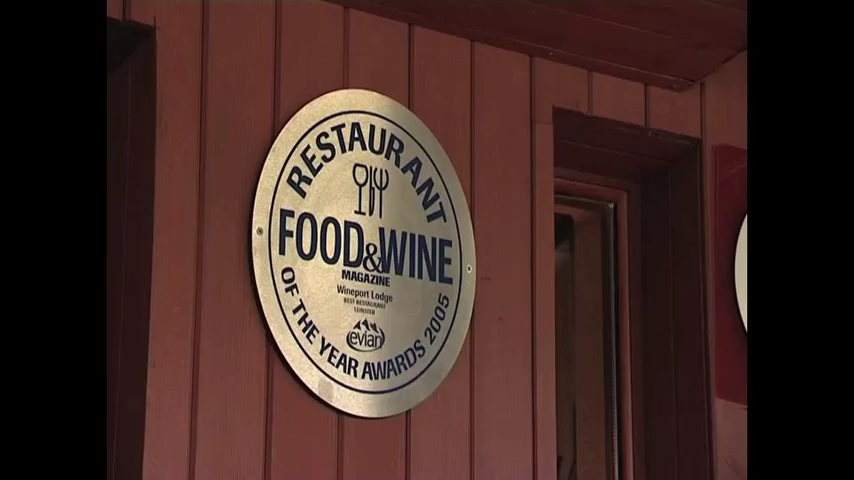 RESTAURANT
FOOD & WINE
MAGAZINE
Wineport Lodge
BEST RESTAURANT
LEINSTER
evian
OF THE YEAR AWARDS 2005